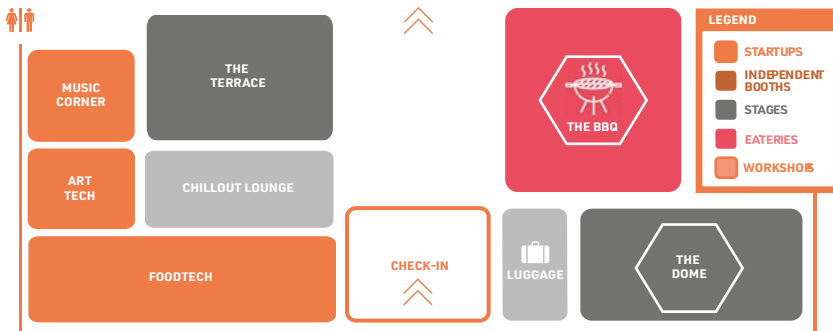 LEGEND
STARTUPS
INDEPENDENT
BOOTHS
STAGES
EATERIES
WORKSHOPS
MUSIC
CORNER
THE
TERRACE
THE BBQ
ART
TECH
CHILLOUT LOUNGE
FOODTECH
CHECK-IN
LUGGAGE
THE
DOME